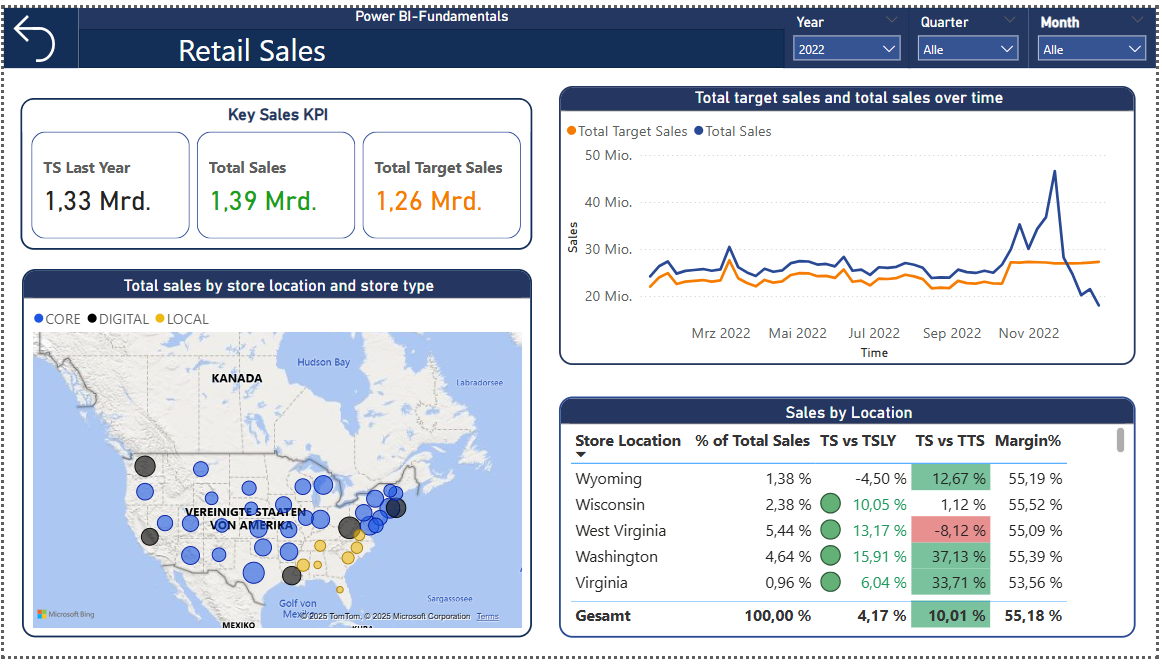 Power BI-Fundamentals
Retail Sales
Year
2022
Quarter
Alle
Month
Alle
Key Sales KPI
TS Last Year
1,33 Mrd.
Total Sales
1,39 Mrd.
Total Target Sales
1,26 Mrd.
Total target sales and total sales over time
Total Target Sales Total Sales
50 Mio.
40 Mio.
30 Mio.
20 Mio.
Sales
Mrz 2022 Mai 2022 Jul 2022 Sep 2022 Nov 2022
Time
Total sales by store location and store type
CORE DIGITAL LOCAL
Hudson Bay
KANADA
Labradorsee
VEREINIGTE STAATEN
VON AMERIKA
Golf von
Sargassosee
Microsoft Bing
© 2025 TomTom, © 2025 Microsoft Corporation Terms
MEXIKO
Sales by Location
Store Location % of Total Sales TS vs TSLY TS vs TTS Margin%
Wyoming 1,38 % -4,50 % 12,67 % 55,19 %
Wisconsin 2,38 % 10,05 % 1,12 % 55,52 %
West Virginia 5,44 % 13,17 % -8,12 % 55,09 %
Washington 4,64 % 15,91 % 37,13 % 55,39 %
Virginia 0,96 % 6,04 % 33,71 % 53,56 %
Gesamt 100,00 % 4,17 % 10,01 % 55,18 %